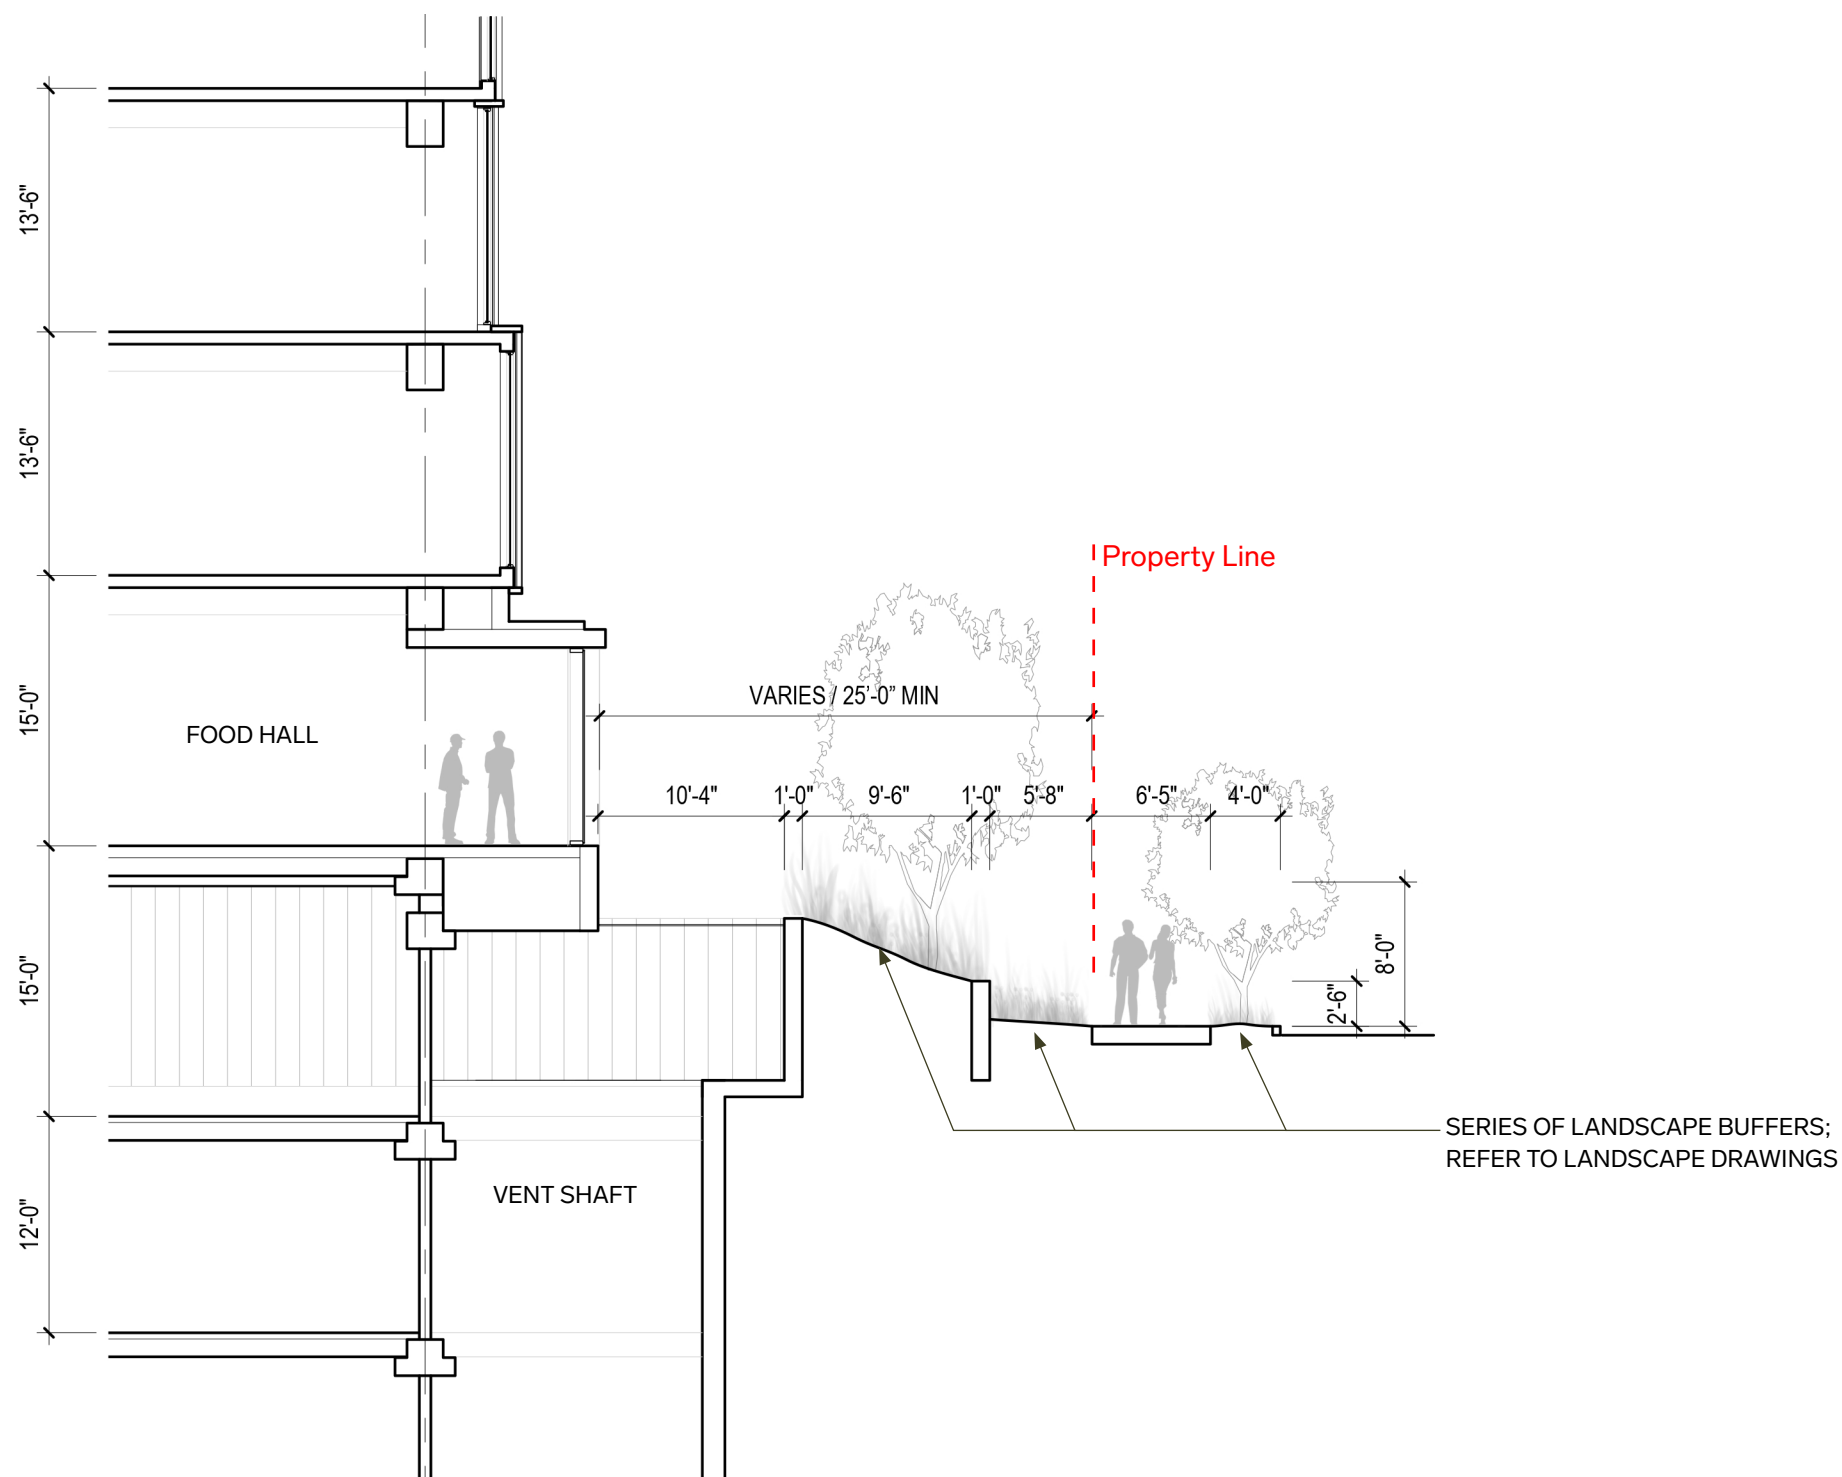 13'-6"
13'-6"
Property Line
VARIES / 25'-0” MIN
15'-0"
FOOD HALL
10'-4"
1'-0"
9'-6"
1'-0"
5'-8"
6'-5"
4'-0"
8'-0"
2'-6"
15'-0"
SERIES OF LANDSCAPE BUFFERS;
REFER TO LANDSCAPE DRAWINGS
VENT SHAFT
12'-0"